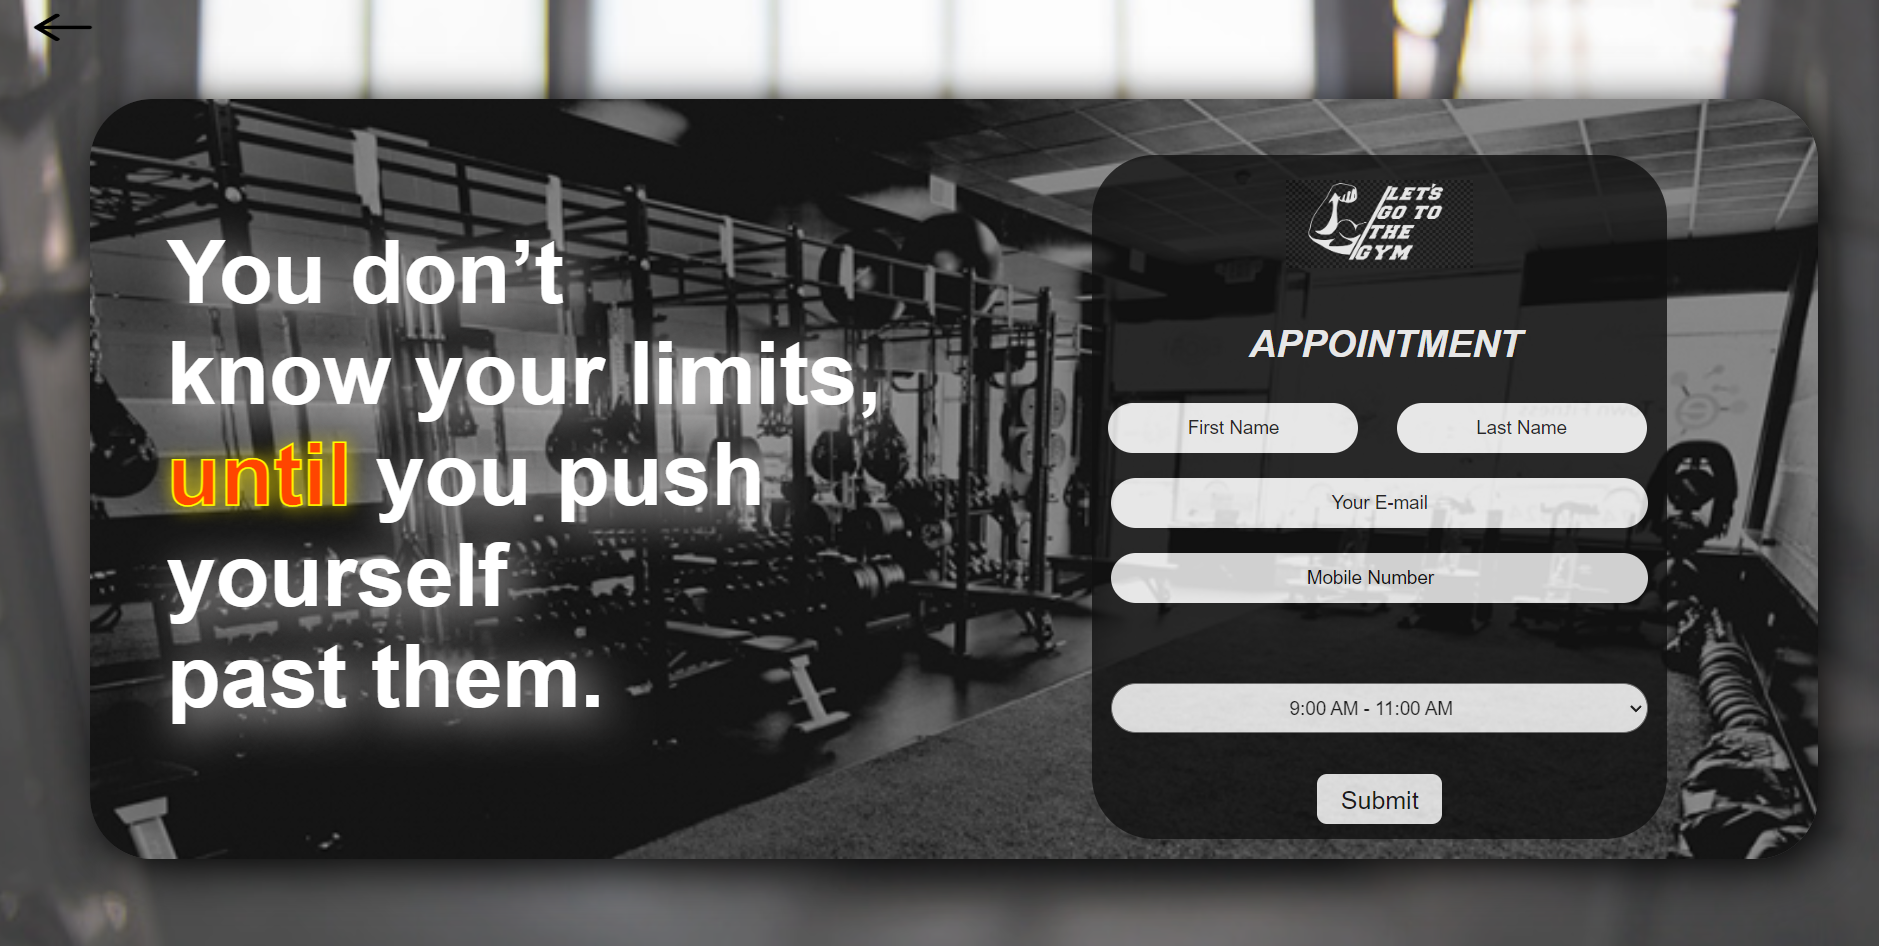 You don’t
know your limits,
until you push
yourself
past them.
LET'S
GO TO
THE
GYM
APPOINTMENT
First Name
Last Name
Your E-mail
Mobile Number
9:00 AM - 11:00 AM
Submit